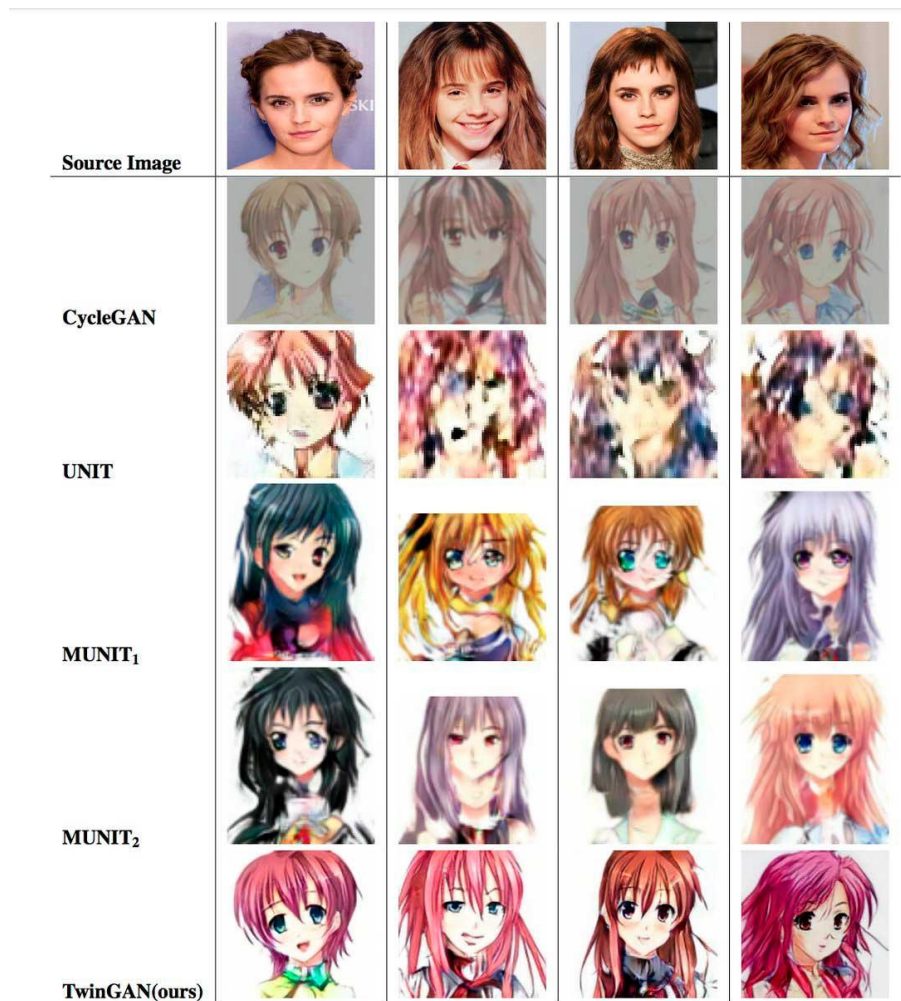 SKI
Source Image
CycleGAN
UNIT
MUNIT₁
MUNIT₂
TwinGAN(ours)